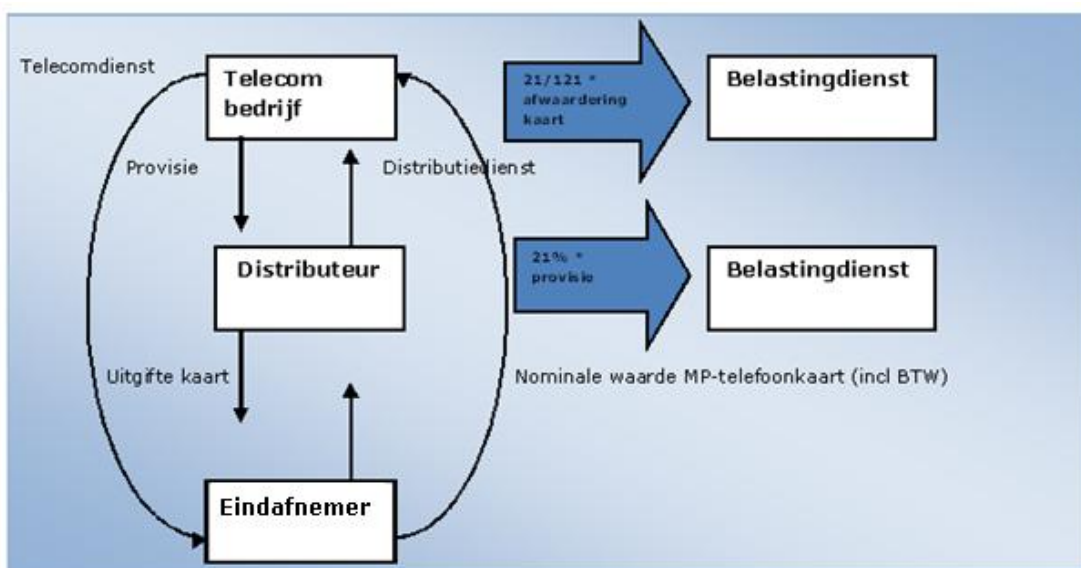 Telecomdienst
Telecom
bedrijf
21/121 *
afwaardering
kaart
Belastingdienst
Provisie
Distributiedienst
Distributeur
21% *
provisie
Belastingdienst
Uitgifte kaart
Nominale waarde MP-telefoonkaart (incl BTW)
Eindafnemer